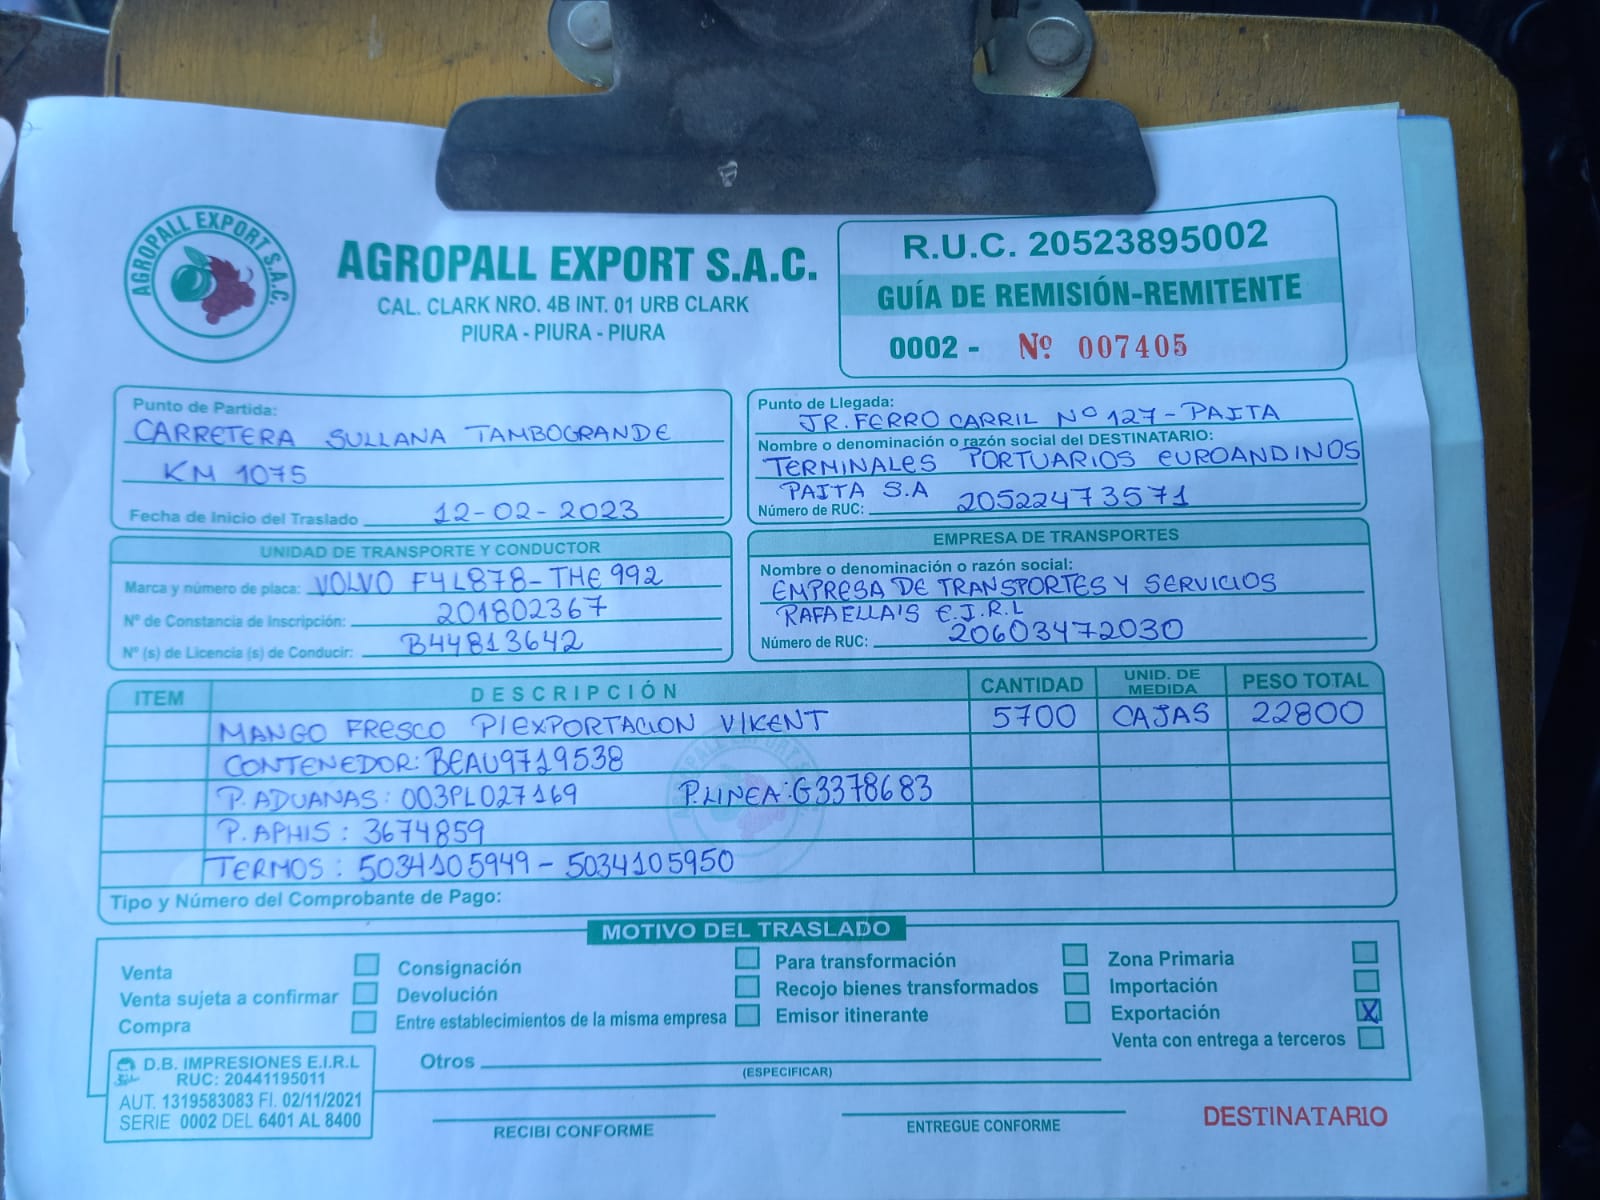 AGROPALL EXPORT S.A.C.
AGROPALL EXPORT S.A.C.
CAL. CLARK NRO. 4B INT. 01 URB CLARK
PIURA - PIURA - PIURA
R.U.C. 20523895002
GUÍA DE REMISIÓN-REMITENTE
0002 - Nº 007405
Punto de Partida:
CARRETERA SULLANA TAMBOGRANDE
KM 1075
Fecha de Inicio del Traslado 12-02-2023
Punto de Llegada:
JR. FERRO CARRIL Nº 127 - PAITA
Nombre o denominación o razón social del DESTINATARIO:
TERMINALES PORTUARIOS EUROANDINOS
PAITA S.A
Número de RUC: 20522473571
UNIDAD DE TRANSPORTE Y CONDUCTOR
Marca y número de placa: VOLVO F4L878-THE992
Nº de Constancia de Inscripción: 201802367
Nº (s) de Licencia (s) de Conducir: B44813642
EMPRESA DE TRANSPORTES
Nombre o denominación o razón social:
EMPRESA DE TRANSPORTES Y SERVICIOS
RAFAELLA'S E.I.R.L
Número de RUC: 20603472030
ITEM DESCRIPCIÓN CANTIDAD UNID. DE MEDIDA PESO TOTAL
MANGO FRESCO P/EXPORTACION V/KENT 5700 CAJAS 22800
CONTENEDOR: BEAU9719538
P. ADUANAS: 003PL027169 P.LINEA: G3378683
P. APHIS: 3674859
TERMOS: 5034105949 - 5034105950
Tipo y Número del Comprobante de Pago:
MOTIVO DEL TRASLADO
Venta Consignación Para transformación Zona Primaria
Venta sujeta a confirmar Devolución Recojo bienes transformados Importación
Compra Entre establecimientos de la misma empresa Emisor itinerante Exportación X
Venta con entrega a terceros
Otros
(ESPECIFICAR)
D.B. IMPRESIONES E.I.R.L
RUC: 20441195011
AUT. 1319583083 FI. 02/11/2021
SERIE 0002 DEL 6401 AL 8400
RECIBI CONFORME
ENTREGUE CONFORME
DESTINATARIO